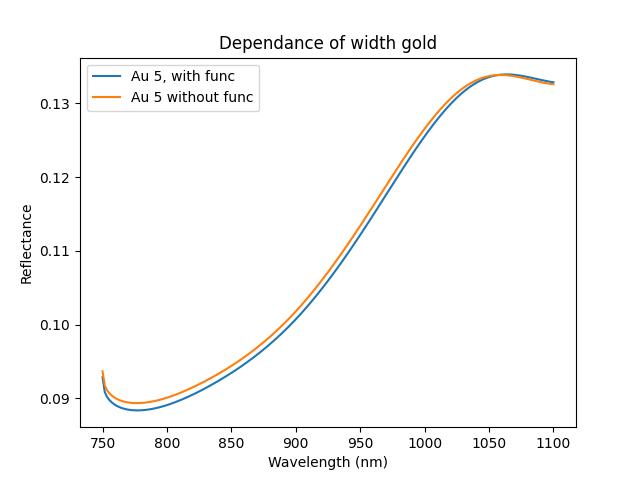 Dependance of width gold
Au 5, with func
Au 5 without func
Reflectance
0.13
0.12
0.11
0.10
0.09
750 800 850 900 950 1000 1050 1100
Wavelength (nm)